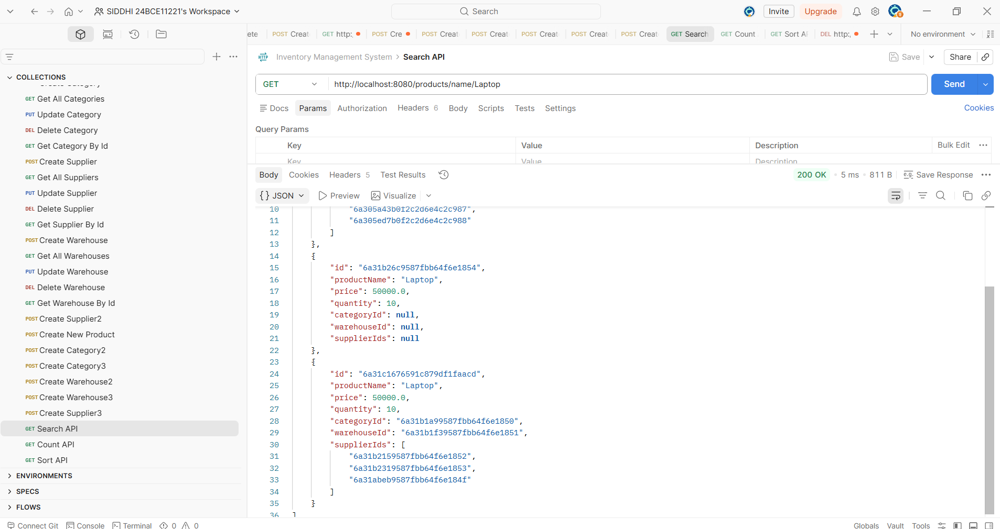 SIDDHI 24BCE11221's Workspace
Search
Invite
Upgrade
ete
POST Creat
GET http:
POST Cre
POST Creat
POST Creat
POST Creat
POST Creat
POST Creat
GET Search
GET Count
GET Sort A
DEL http:
No environment
Inventory Management System > Search API
Save
Share
COLLECTIONS
Create Category
GET Get All Categories
PUT Update Category
DEL Delete Category
GET Get Category By Id
POST Create Supplier
GET Get All Suppliers
PUT Update Supplier
DEL Delete Supplier
GET Get Supplier By Id
POST Create Warehouse
GET Get All Warehouses
PUT Update Warehouse
DEL Delete Warehouse
GET Get Warehouse By Id
POST Create Supplier2
POST Create New Product
POST Create Category2
POST Create Category3
POST Create Warehouse2
POST Create Warehouse3
POST Create Supplier3
GET Search API
GET Count API
GET Sort API
ENVIRONMENTS
SPECS
FLOWS
GET
http://localhost:8080/products/name/Laptop
Send
Docs
Params
Authorization
Headers 6
Body
Scripts
Tests
Settings
Cookies
Query Params
Key
Value
Description
Bulk Edit
Key
Value
Description
Body
Cookies
Headers 5
Test Results
200 OK
5 ms
811 B
e.g. Save Response
{} JSON
Preview
Visualize
10 "6a305a43b0f2c2d6e4c2c987",
11 "6a305ed7b0f2c2d6e4c2c988"
12 ]
13 },
14 {
15 "id": "6a31b26c9587fbb64f6e1854",
16 "productName": "Laptop",
17 "price": 50000.0,
18 "quantity": 10,
19 "categoryId": null,
20 "warehouseId": null,
21 "supplierIds": null
22 },
23 {
24 "id": "6a31c1676591c879df1faacd",
25 "productName": "Laptop",
26 "price": 50000.0,
27 "quantity": 10,
28 "categoryId": "6a31b1a99587fbb64f6e1850",
29 "warehouseId": "6a31b1f39587fbb64f6e1851",
30 "supplierIds": [
31 "6a31b2159587fbb64f6e1852",
32 "6a31b2319587fbb64f6e1853",
33 "6a31abeb9587fbb64f6e184f"
34 ]
35 }
36 ]
Connect Git
Console
Terminal
0
0
Globals
Vault
Tools